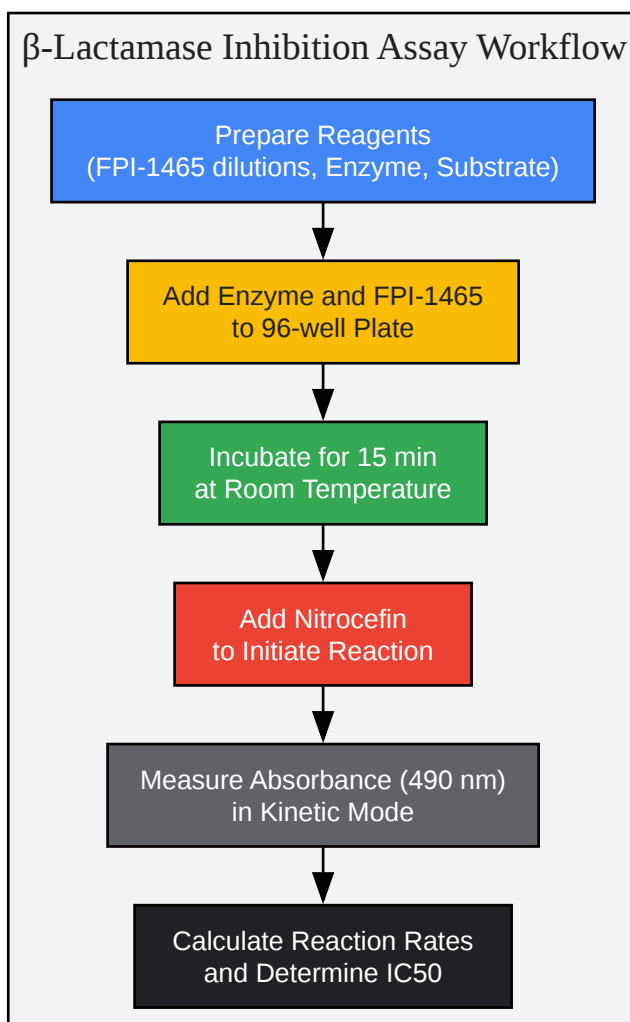 β-Lactamase Inhibition Assay Workflow
Prepare Reagents
(FPI-1465 dilutions, Enzyme, Substrate)
Add Enzyme and FPI-1465
to 96-well Plate
Incubate for 15 min
at Room Temperature
Add Nitrocefin
to Initiate Reaction
Measure Absorbance (490 nm)
in Kinetic Mode
Calculate Reaction Rates
and Determine IC50